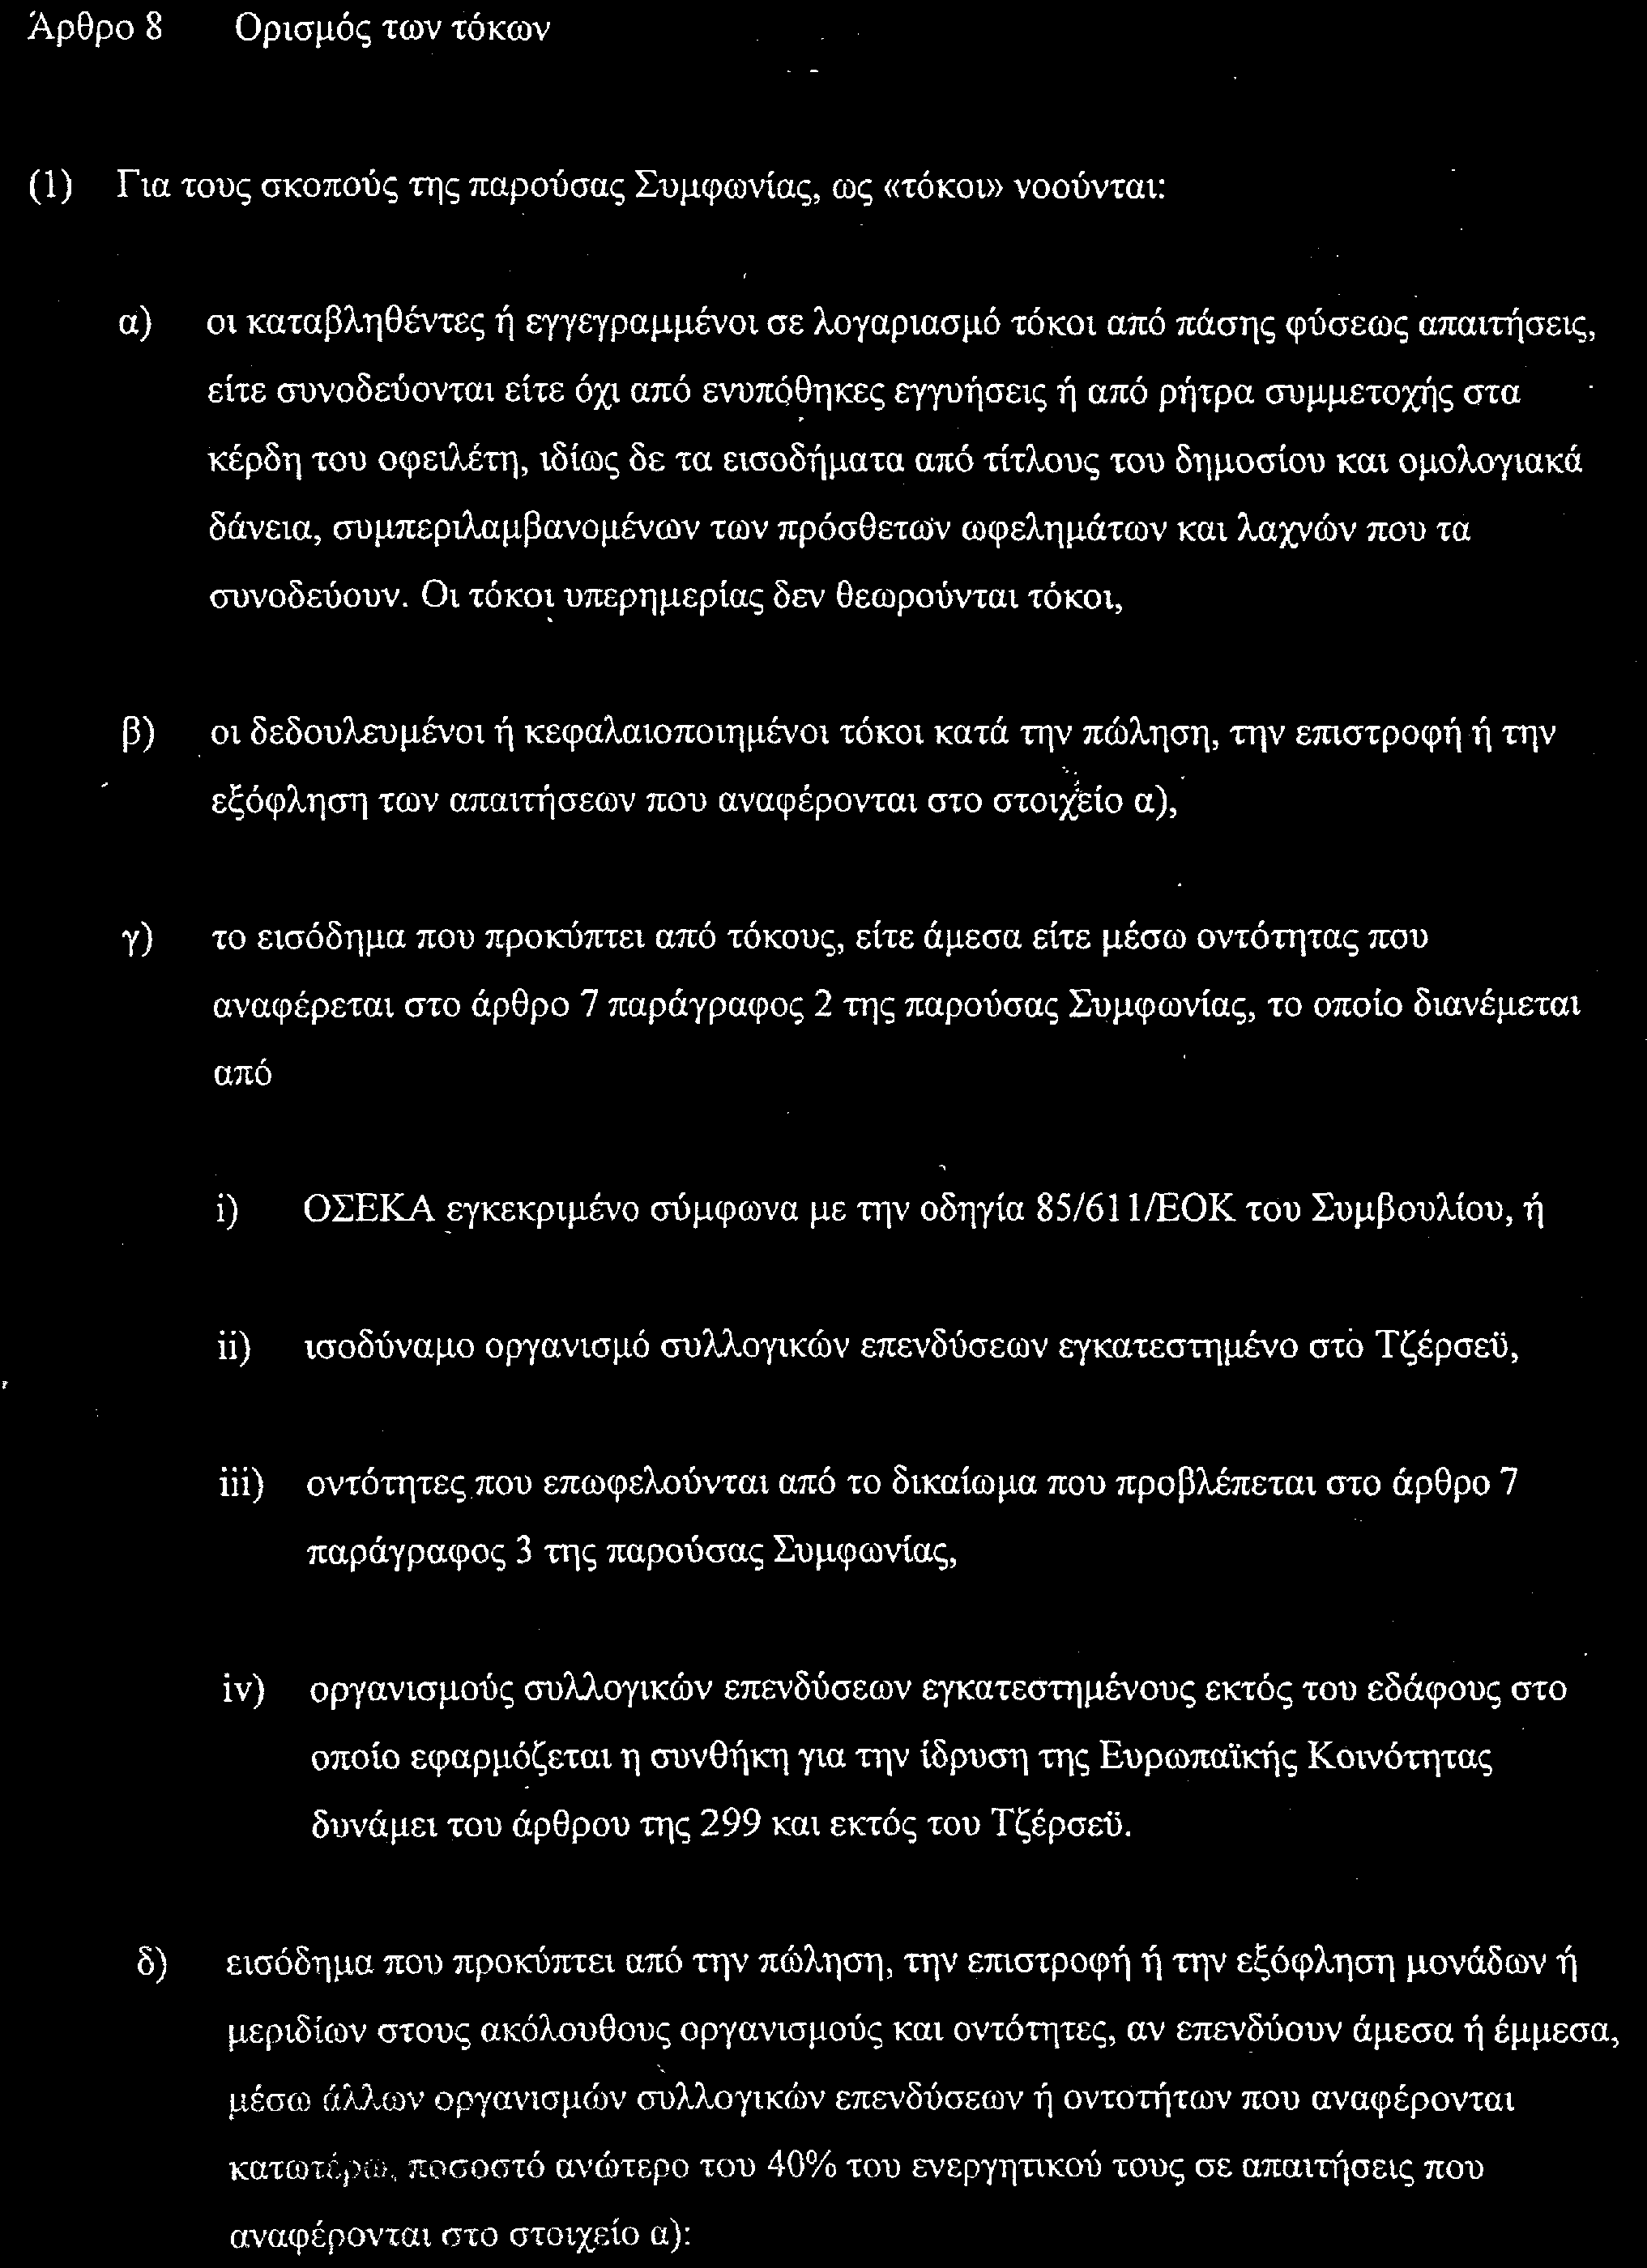 Άρθρο 8 Ορισμός των τόκων
(1) Για τους σκοπούς της παρούσας Συμφωνίας, ως «τόκοι» νοούνται:
α) οι καταβληθέντες ή εγγεγραμμένοι σε λογαριασμό τόκοι από πάσης φύσεως απαιτήσεις,
είτε συνοδεύονται είτε όχι από ενυπόθηκες εγγυήσεις ή από ρήτρα συμμετοχής στα
κέρδη του οφειλέτη, ιδίως δε τα εισοδήματα από τίτλους του δημοσίου και ομολογιακά
δάνεια, συμπεριλαμβανομένων των πρόσθετων ωφελημάτων και λαχνών που τα
συνοδεύουν. Οι τόκοι υπερημερίας δεν θεωρούνται τόκοι,
β) οι δεδουλευμένοι ή κεφαλαιοποιημένοι τόκοι κατά την πώληση, την επιστροφή ή την
εξόφληση των απαιτήσεων που αναφέρονται στο στοιχείο α),
γ) το εισόδημα που προκύπτει από τόκους, είτε άμεσα είτε μέσω οντότητας που
αναφέρεται στο άρθρο 7 παράγραφος 2 της παρούσας Συμφωνίας, το οποίο διανέμεται
από
i) ΟΣΕΚΑ εγκεκριμένο σύμφωνα με την οδηγία 85/611/ΕΟΚ του Συμβουλίου, ή
ii) ισοδύναμο οργανισμό συλλογικών επενδύσεων εγκατεστημένο στο Τζέρσεϋ,
iii) οντότητες που επωφελούνται από το δικαίωμα που προβλέπεται στο άρθρο 7
παράγραφος 3 της παρούσας Συμφωνίας,
iv) οργανισμούς συλλογικών επενδύσεων εγκατεστημένους εκτός του εδάφους στο
οποίο εφαρμόζεται η συνθήκη για την ίδρυση της Ευρωπαϊκής Κοινότητας
δυνάμει του άρθρου της 299 και εκτός του Τζέρσεϋ.
δ) εισόδημα που προκύπτει από την πώληση, την επιστροφή ή την εξόφληση μονάδων ή
μεριδίων στους ακόλουθους οργανισμούς και οντότητες, αν επενδύουν άμεσα ή έμμεσα,
μέσω άλλων οργανισμών συλλογικών επενδύσεων ή οντοτήτων που αναφέρονται
κατωτέρω, ποσοστό ανώτερο του 40% του ενεργητικού τους σε απαιτήσεις που
αναφέρονται στο στοιχείο α):